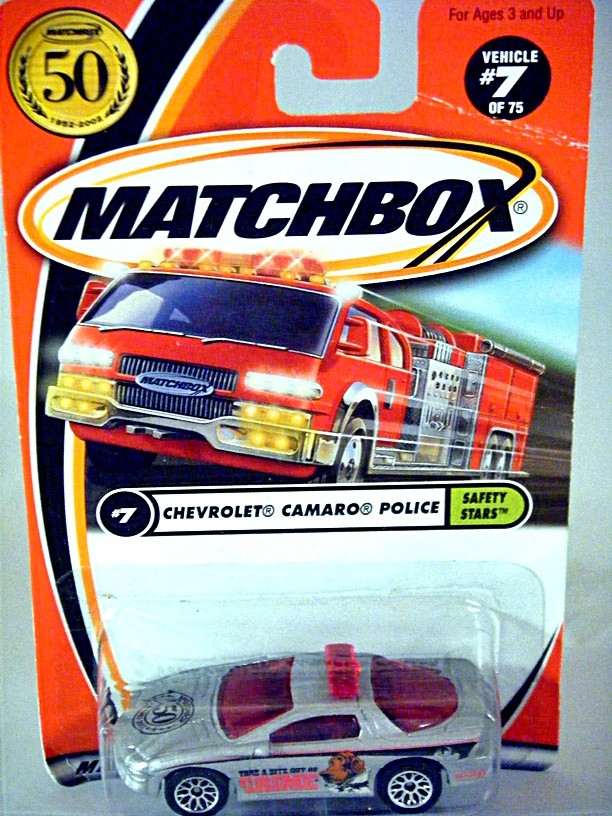 For Ages 3 and Up
MATCHBOX
50
1952-2002
VEHICLE
#7
OF 75
MATCHBOX®
MATCHBOX
#7
CHEVROLET® CAMARO® POLICE
SAFETY
STARS™
50
TAKE A BITE OUT OF
CRIME